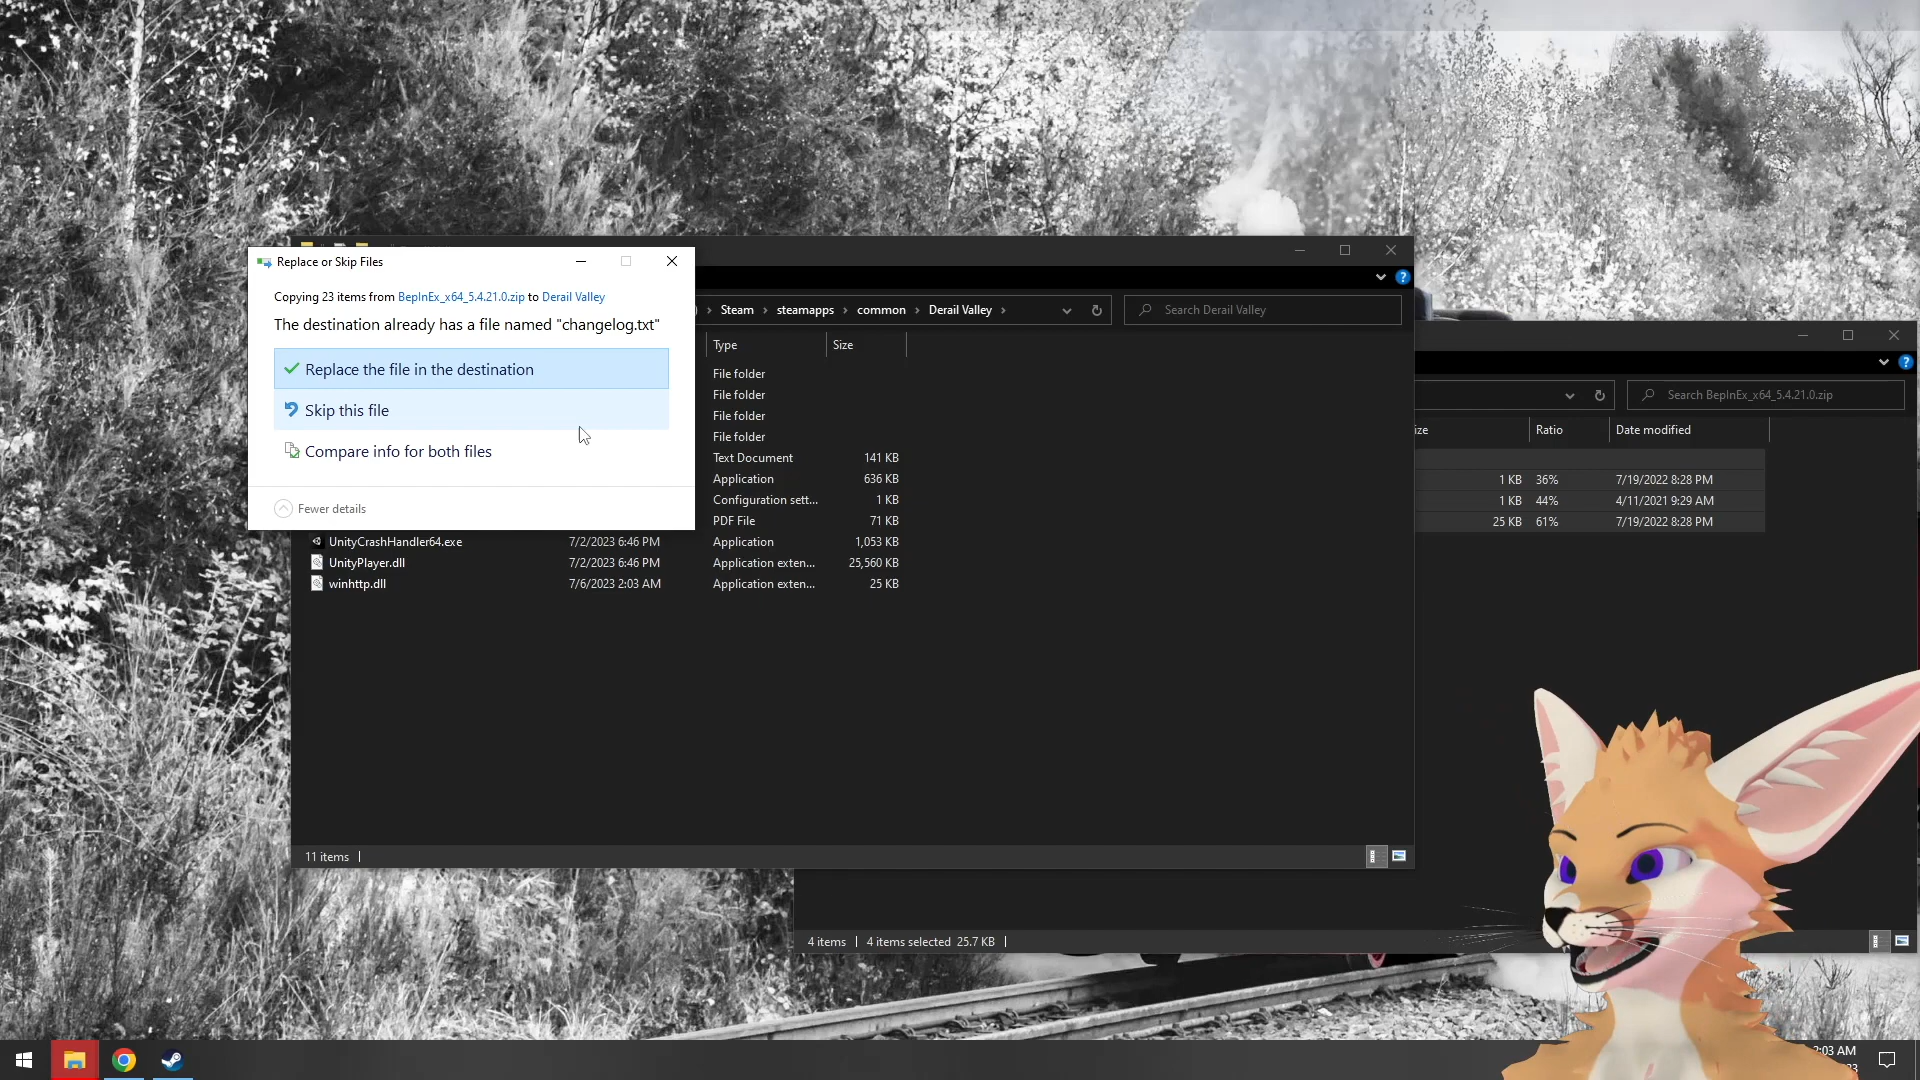 Replace or Skip Files
Copying 23 items from BepInEx_x64_5.4.21.0.zip to Derail Valley
The destination already has a file named "changelog.txt"
Replace the file in the destination
Skip this file
Compare info for both files
Fewer details
Steam
steamapps
common
Derail Valley
Search Derail Valley
Type Size
File folder
File folder
File folder
File folder
Text Document 141 KB
Application 636 KB
Configuration sett... 1 KB
PDF File 71 KB
UnityCrashHandler64.exe 7/2/2023 6:46 PM Application 1,053 KB
UnityPlayer.dll 7/2/2023 6:46 PM Application exten... 25,560 KB
winhttp.dll 7/6/2023 2:03 AM Application exten... 25 KB
11 items
Search BepInEx_x64_5.4.21.0.zip
ize Ratio Date modified
1 KB 36% 7/19/2022 8:28 PM
1 KB 44% 4/11/2021 9:29 AM
25 KB 61% 7/19/2022 8:28 PM
4 items 4 items selected 25.7 KB
2:03 AM